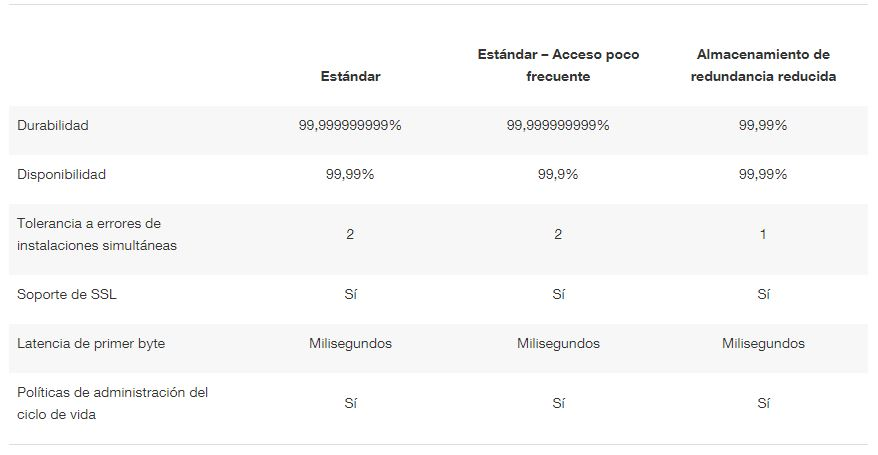 Estándar
Estándar – Acceso poco frecuente
Almacenamiento de redundancia reducida
Durabilidad 99,999999999% 99,999999999% 99,99%
Disponibilidad 99,99% 99,9% 99,99%
Tolerancia a errores de
instalaciones simultáneas 2 2 1
Soporte de SSL Sí Sí Sí
Latencia de primer byte Milisegundos Milisegundos Milisegundos
Políticas de administración del
ciclo de vida Sí Sí Sí